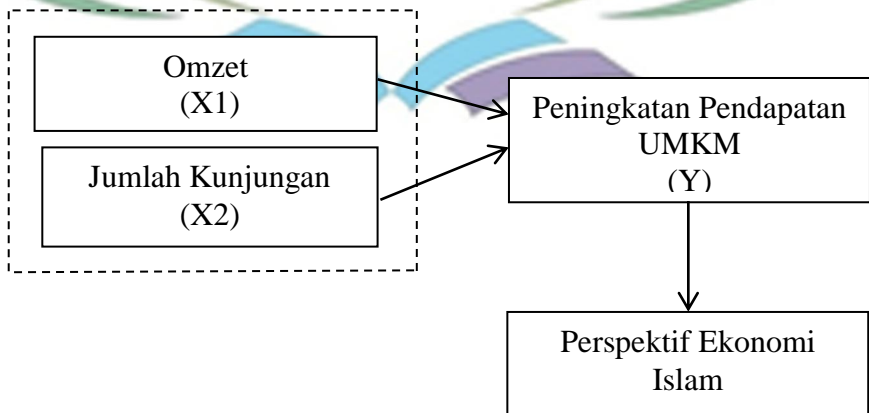 Omzet
(X1)
Jumlah Kunjungan
(X2)
Peningkatan Pendapatan
UMKM
(Y)
Perspektif Ekonomi
Islam